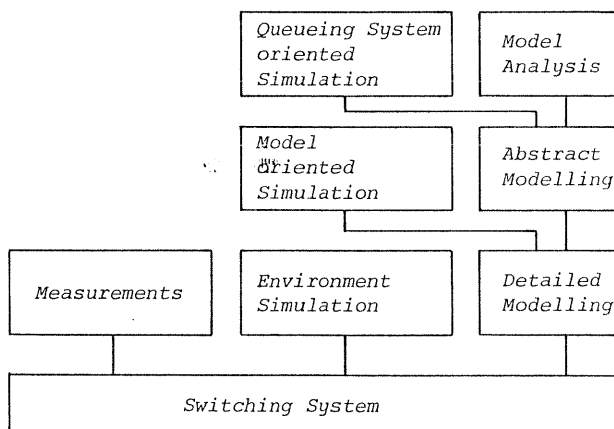 Queueing System
oriented
Simulation
Model
Analysis
Model
oriented
Simulation
Abstract
Modelling
Measurements
Environment
Simulation
Detailed
Modelling
Switching System